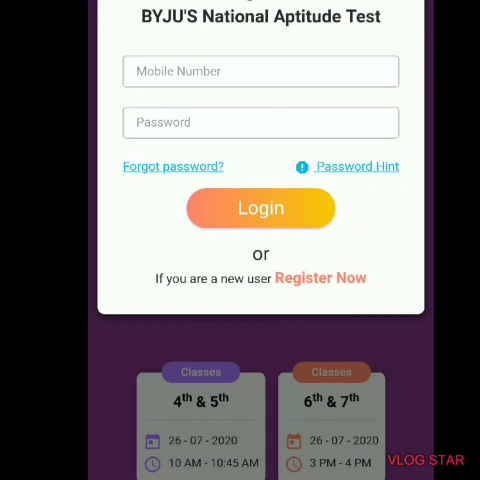 BYJU'S National Aptitude Test
Mobile Number
Password
Forgot password?
Password Hint
Login
or
If you are a new user Register Now
Classes
4th & 5th
26 - 07 - 2020
10 AM - 10:45 AM
Classes
6th & 7th
26 - 07 - 2020
3 PM - 4 PM
VLOG STAR